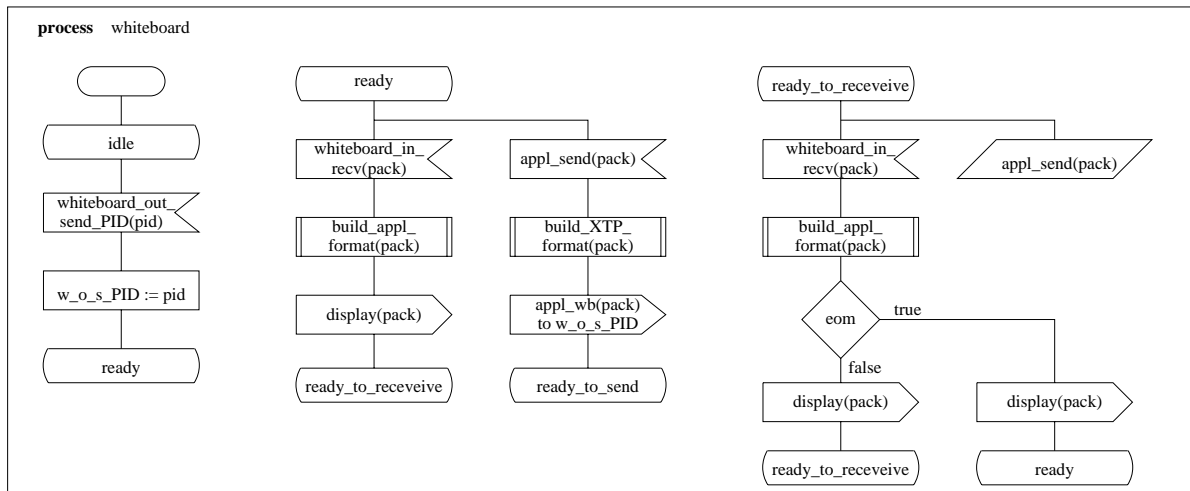 process whiteboard
idle
whiteboard_out_
send_PID(pid)
w_o_s_PID := pid
ready
ready
whiteboard_in_
recv(pack)
build_appl_
format(pack)
display(pack)
ready_to_receveive
appl_send(pack)
build_XTP_
format(pack)
appl_wb(pack)
to w_o_s_PID
ready_to_send
ready_to_receveive
whiteboard_in_
recv(pack)
appl_send(pack)
build_appl_
format(pack)
eom
true
false
display(pack)
ready_to_receveive
display(pack)
ready